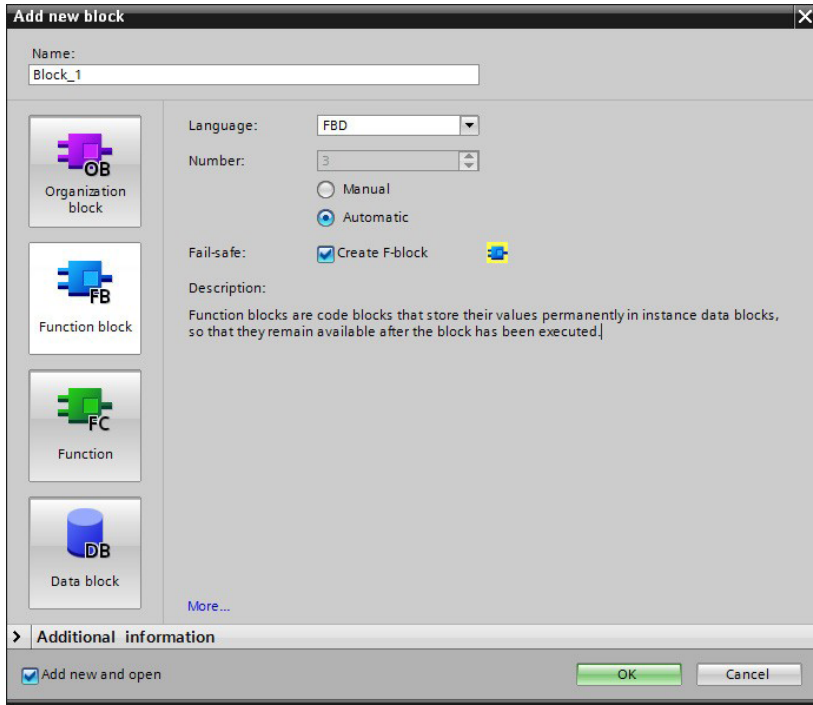 Add new block
Name:
Block_1
OB
Organization
block
FB
Function block
FC
Function
DB
Data block
Language:
FBD
Number:
3
Manual
Automatic
Fail-safe:
Create F-block
Description:
Function blocks are code blocks that store their values permanently in instance data blocks,
so that they remain available after the block has been executed.
More...
Additional information
Add new and open
OK
Cancel